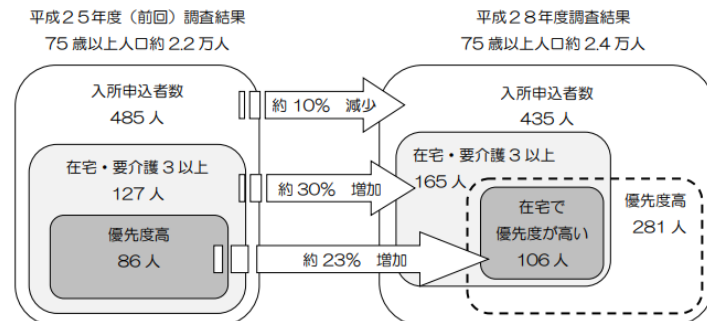 平成２５年度（前回）調査結果
75 歳以上人口約 2.2 万人
入所申込者数
485 人
在宅・要介護 3 以上
127 人
優先度高
86 人
約 10%　減少
約 30%　増加
約 23%　増加
平成２８年度調査結果
75 歳以上人口約 2.4 万人
入所申込者数
435 人
在宅・要介護 3 以上
165 人
在宅で
優先度が高い
106 人
優先度高
281 人